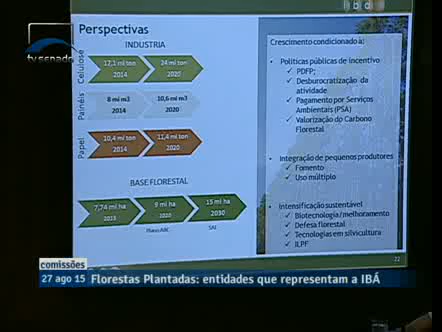 tv senado
Perspectivas
INDUSTRIA
Celulose
17,1 mi ton
2014
24 mi ton
2020
Painéis
8 mi m3
2014
10,6 mi m3
2020
Papel
10,4 mi ton
2014
11,4 mi ton
2020
BASE FLORESTAL
7,74 mi ha
9 mi ha
2020
15 mi ha
2030
Plano ABC
Crescimento condicionado a:
• Políticas públicas de incentivo
✓ PDFP;
✓ Desburocratização da
atividade
✓ Pagamento por Serviços
Ambientais (PSA)
✓ Valorização do Carbono
Florestal
• Integração de pequenos produtores
✓ Fomento
✓ Uso múltiplo
• Intensificação sustentável
✓ Biotecnologia/melhoramento
✓ Defesa florestal
✓ Tecnologias em silvicultura
✓ ILPF
22
comissões
27 ago 15 Florestas Plantadas: entidades que representam a IBÁ